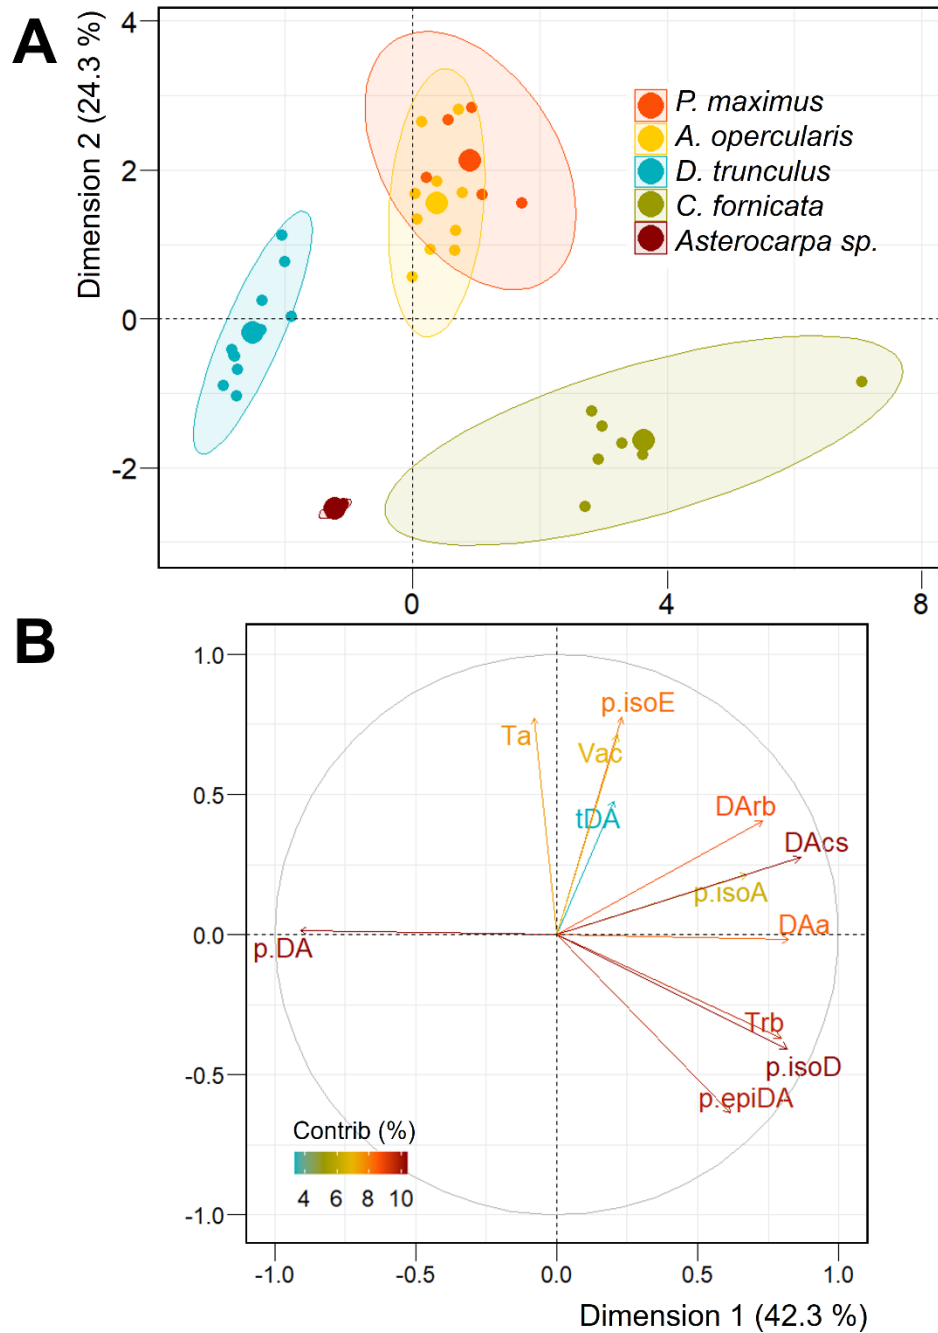 A
Dimension 2 (24.3 %)
4
2
0
-2
P. maximus
A. opercularis
D. trunculus
C. fornicata
Asterocarpa sp.
0 4 8
B
1.0
0.5
0.0
-0.5
-1.0
p.isoE
Ta
Vac
tDA
DArb
DAcs
p.isoA
DAa
p.DA
Trb
p.isoD
p.epiDA
Contrib (%)
4 6 8 10
-1.0 -0.5 0.0 0.5 1.0
Dimension 1 (42.3 %)